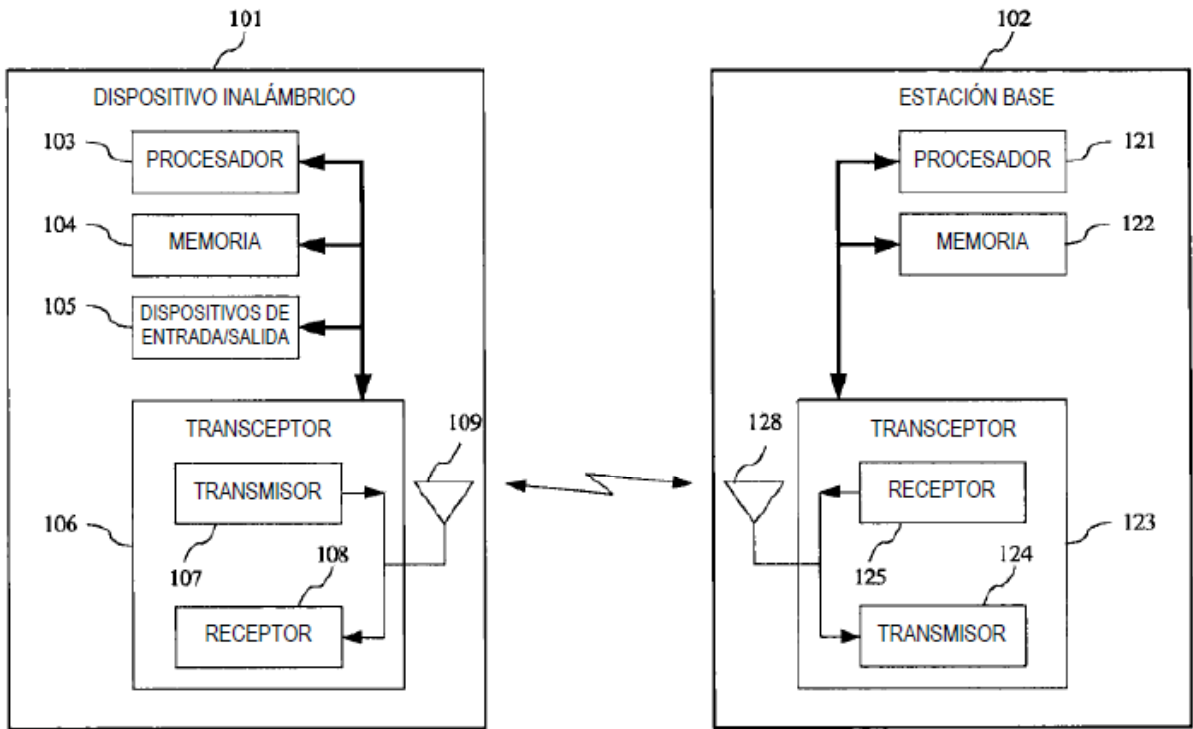 101
102
DISPOSITIVO INALÁMBRICO
ESTACIÓN BASE
103
PROCESADOR
104
MEMORIA
105
DISPOSITIVOS DE
ENTRADA/SALIDA
PROCESADOR
121
MEMORIA
122
TRANSCEPTOR
109
TRANSMISOR
106
107
108
RECEPTOR
128
TRANSCEPTOR
RECEPTOR
123
125
124
TRANSMISOR